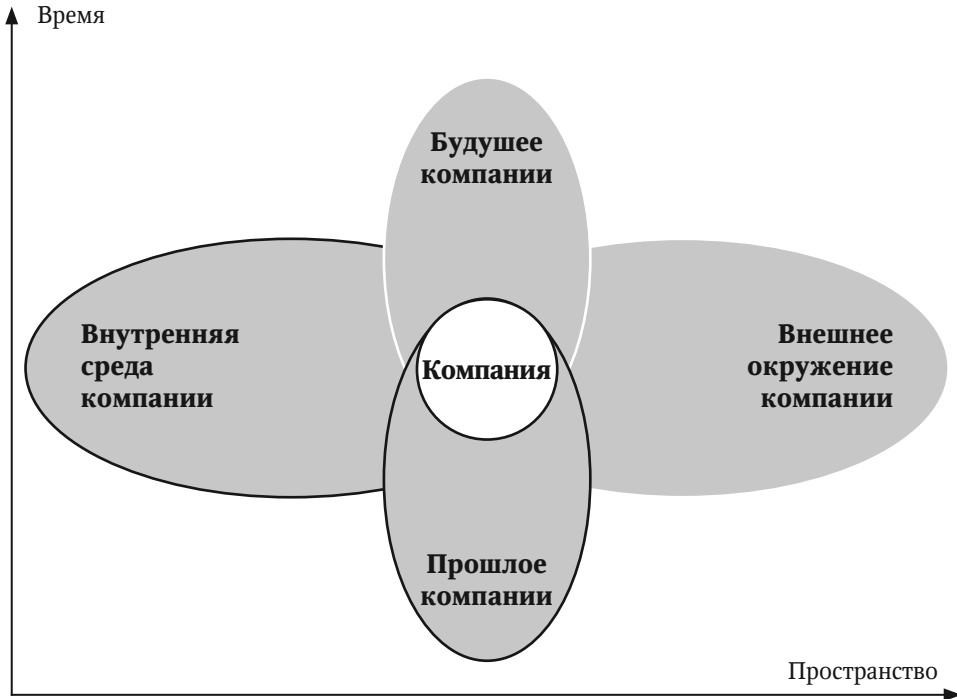 Время
Будушее
компании
Внутренняя
среда
компании
Компания
Внешнее
окружение
компании
Прошлое
компании
Пространство